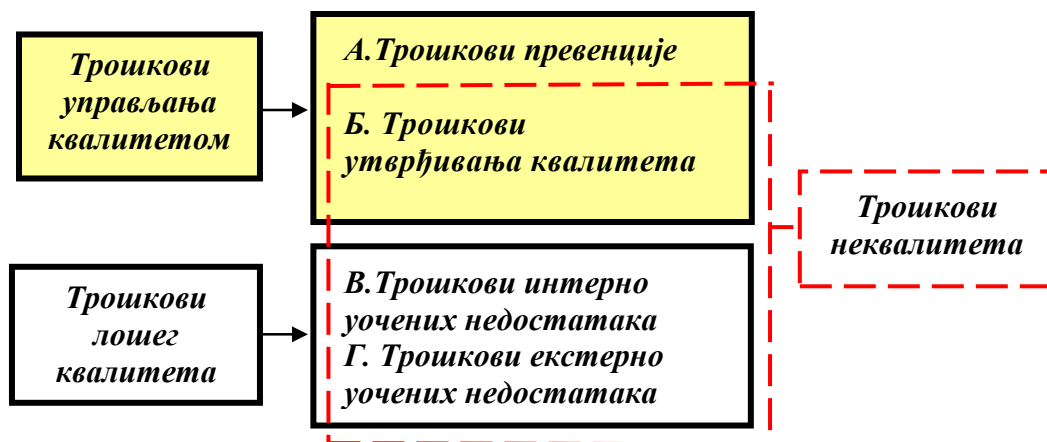 Трошкови
управљања
квалитетом
А.Трошкови превенције
Б. Трошкови
утврђивања квалитета
Трошкови
неквалитета
Трошкови
лошег
квалитета
В.Трошкови интерно
уочених недостатака
Г. Трошкови екстерно
уочених недостатака